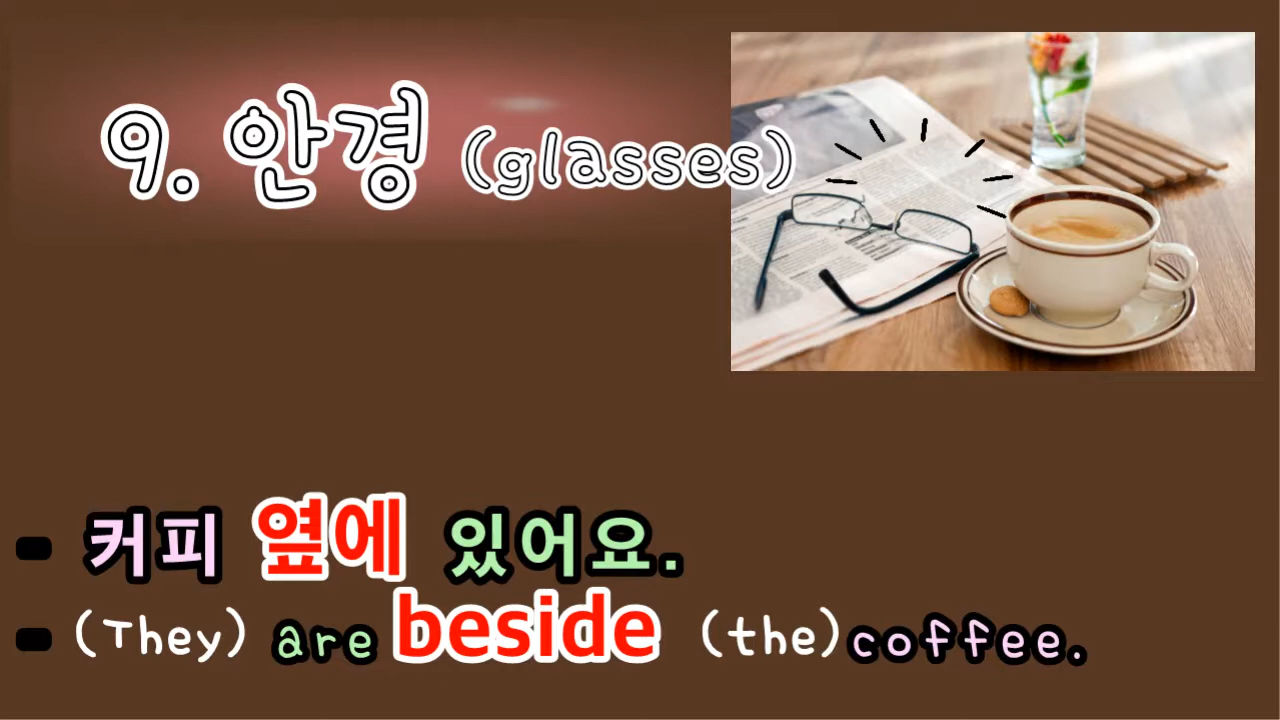 9. 안경 (glasses)
- 커피 옆에 있어요.
- (They) are beside (the) coffee.